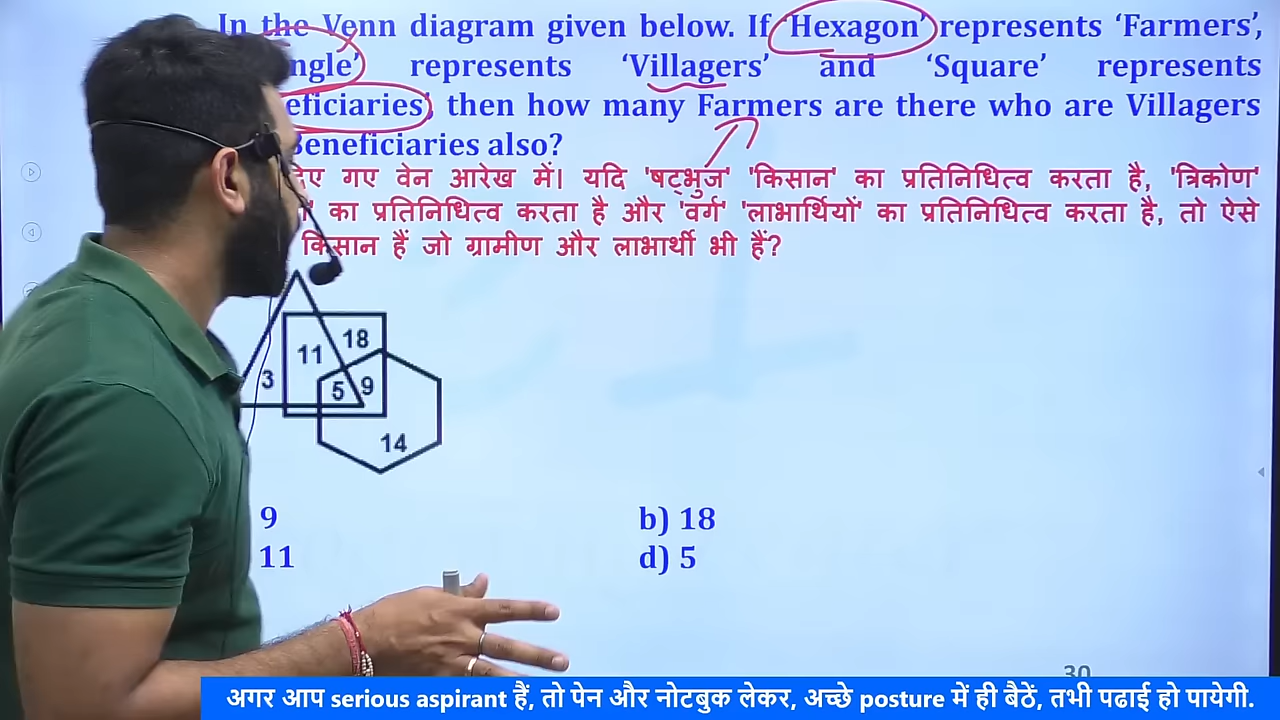 In the Venn diagram given below. If 'Hexagon' represents 'Farmers',
represents 'Villagers' and 'Square' represents
then how many Farmers are there who are Villagers
Beneficiaries also?
गए वेन आरेख में। यदि 'षट्भुज' 'किसान' का प्रतिनिधित्व करता है, 'त्रिकोण'
का प्रतिनिधित्व करता है और 'वर्ग' 'लाभार्थियों' का प्रतिनिधित्व करता है, तो ऐसे
किसान हैं जो ग्रामीण और लाभार्थी भी हैं?
18
11
3
5 9
14
9 b) 18
11 d) 5
30
अगर आप serious aspirant हैं, तो पेन और नोटबुक लेकर, अच्छे posture में ही बैठें, तभी पढाई हो पायेगी.